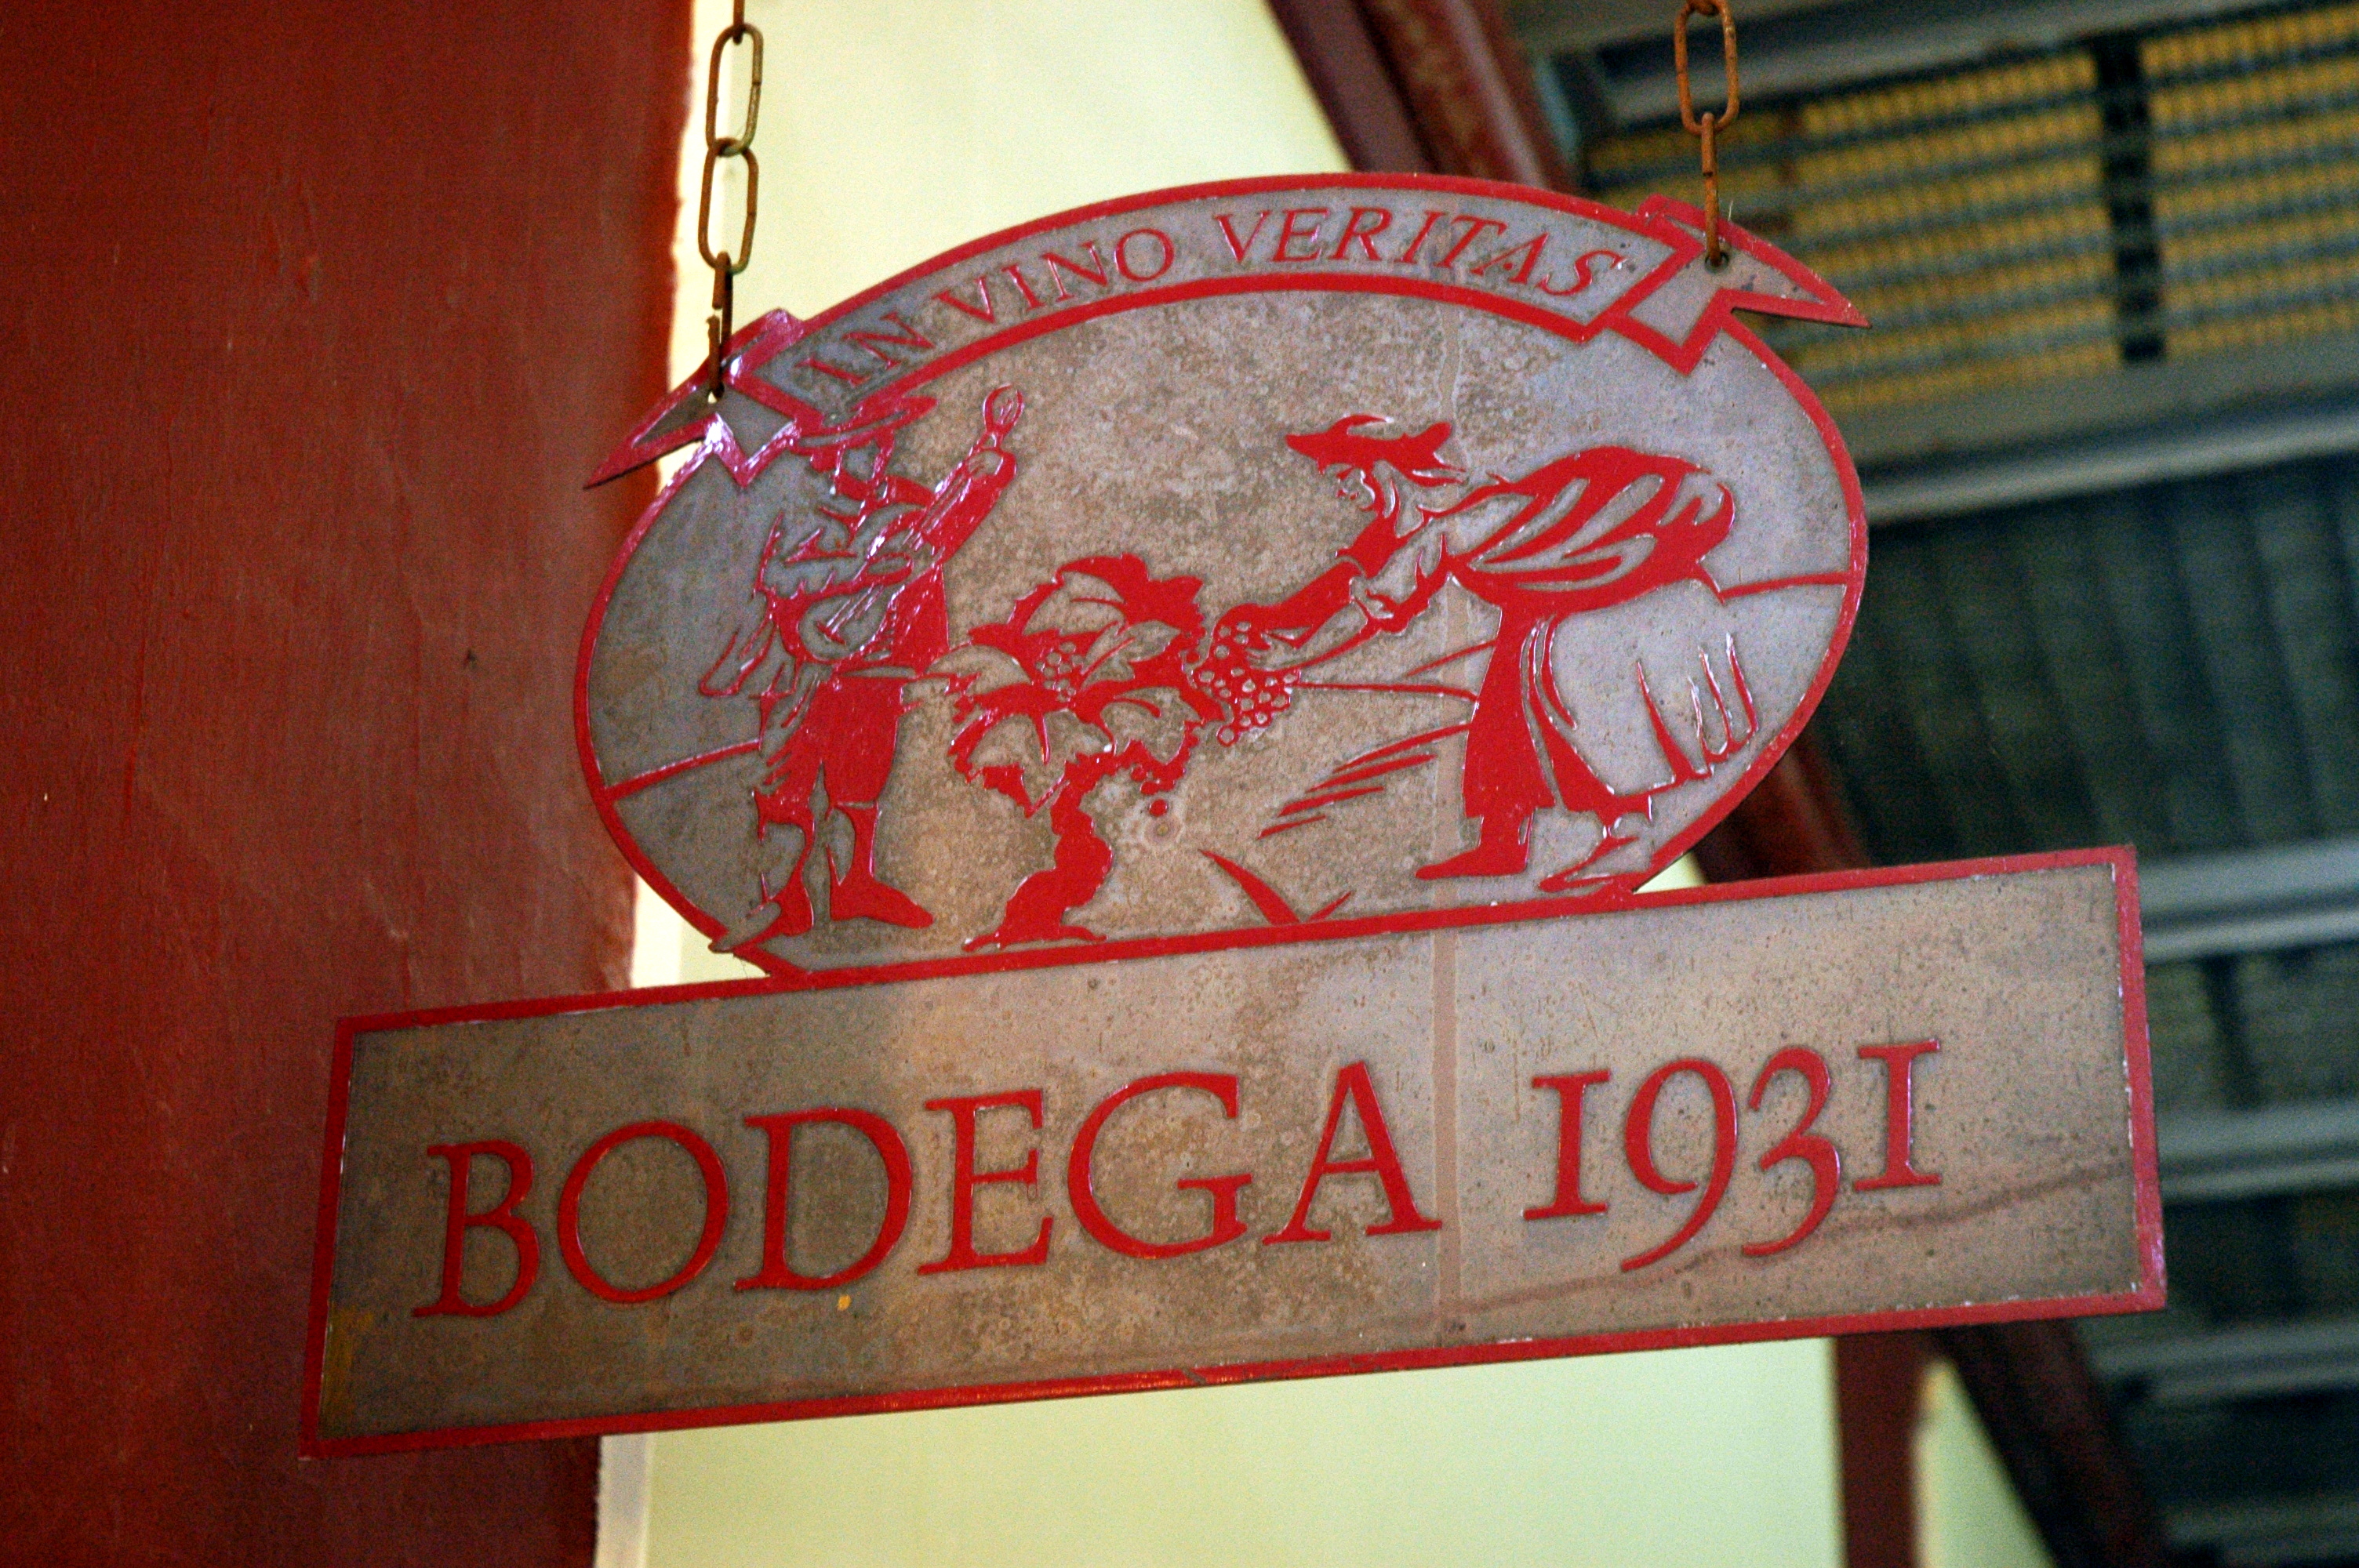 IN VINO VERITAS
BODEGA 1931